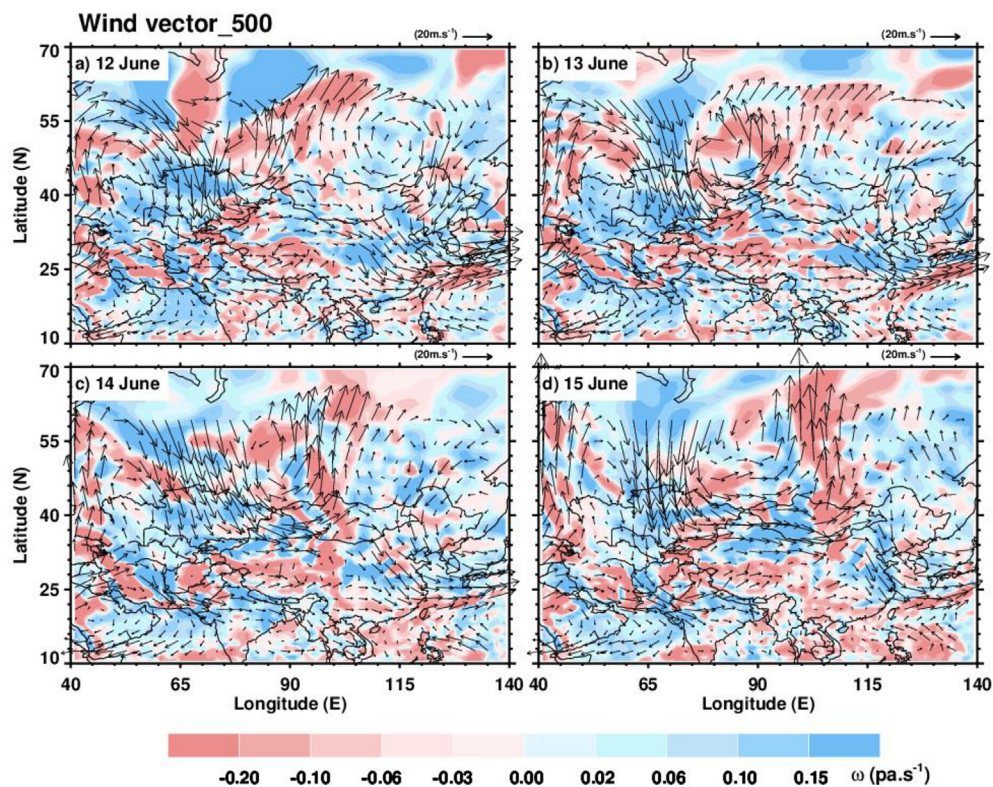 Wind vector_500
(20m.s⁻¹)
(20m.s⁻¹)
a) 12 June
b) 13 June
70
55
40
25
10
Latitude (N)
(20m.s⁻¹)
(20m.s⁻¹)
c) 14 June
d) 15 June
70
55
40
25
10
Latitude (N)
40 65 90 115 140 40 65 90 115 140
Longitude (E) Longitude (E)
-0.20 -0.10 -0.06 -0.03 0.00 0.02 0.06 0.10 0.15 ω (pa.s⁻¹)